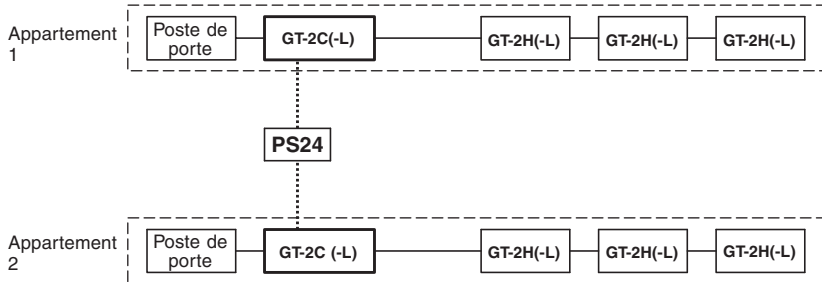 Appartement
1
Poste de
porte
GT-2C(-L)
GT-2H(-L)
GT-2H(-L)
GT-2H(-L)
PS24
Appartement
2
Poste de
porte
GT-2C (-L)
GT-2H(-L)
GT-2H(-L)
GT-2H(-L)